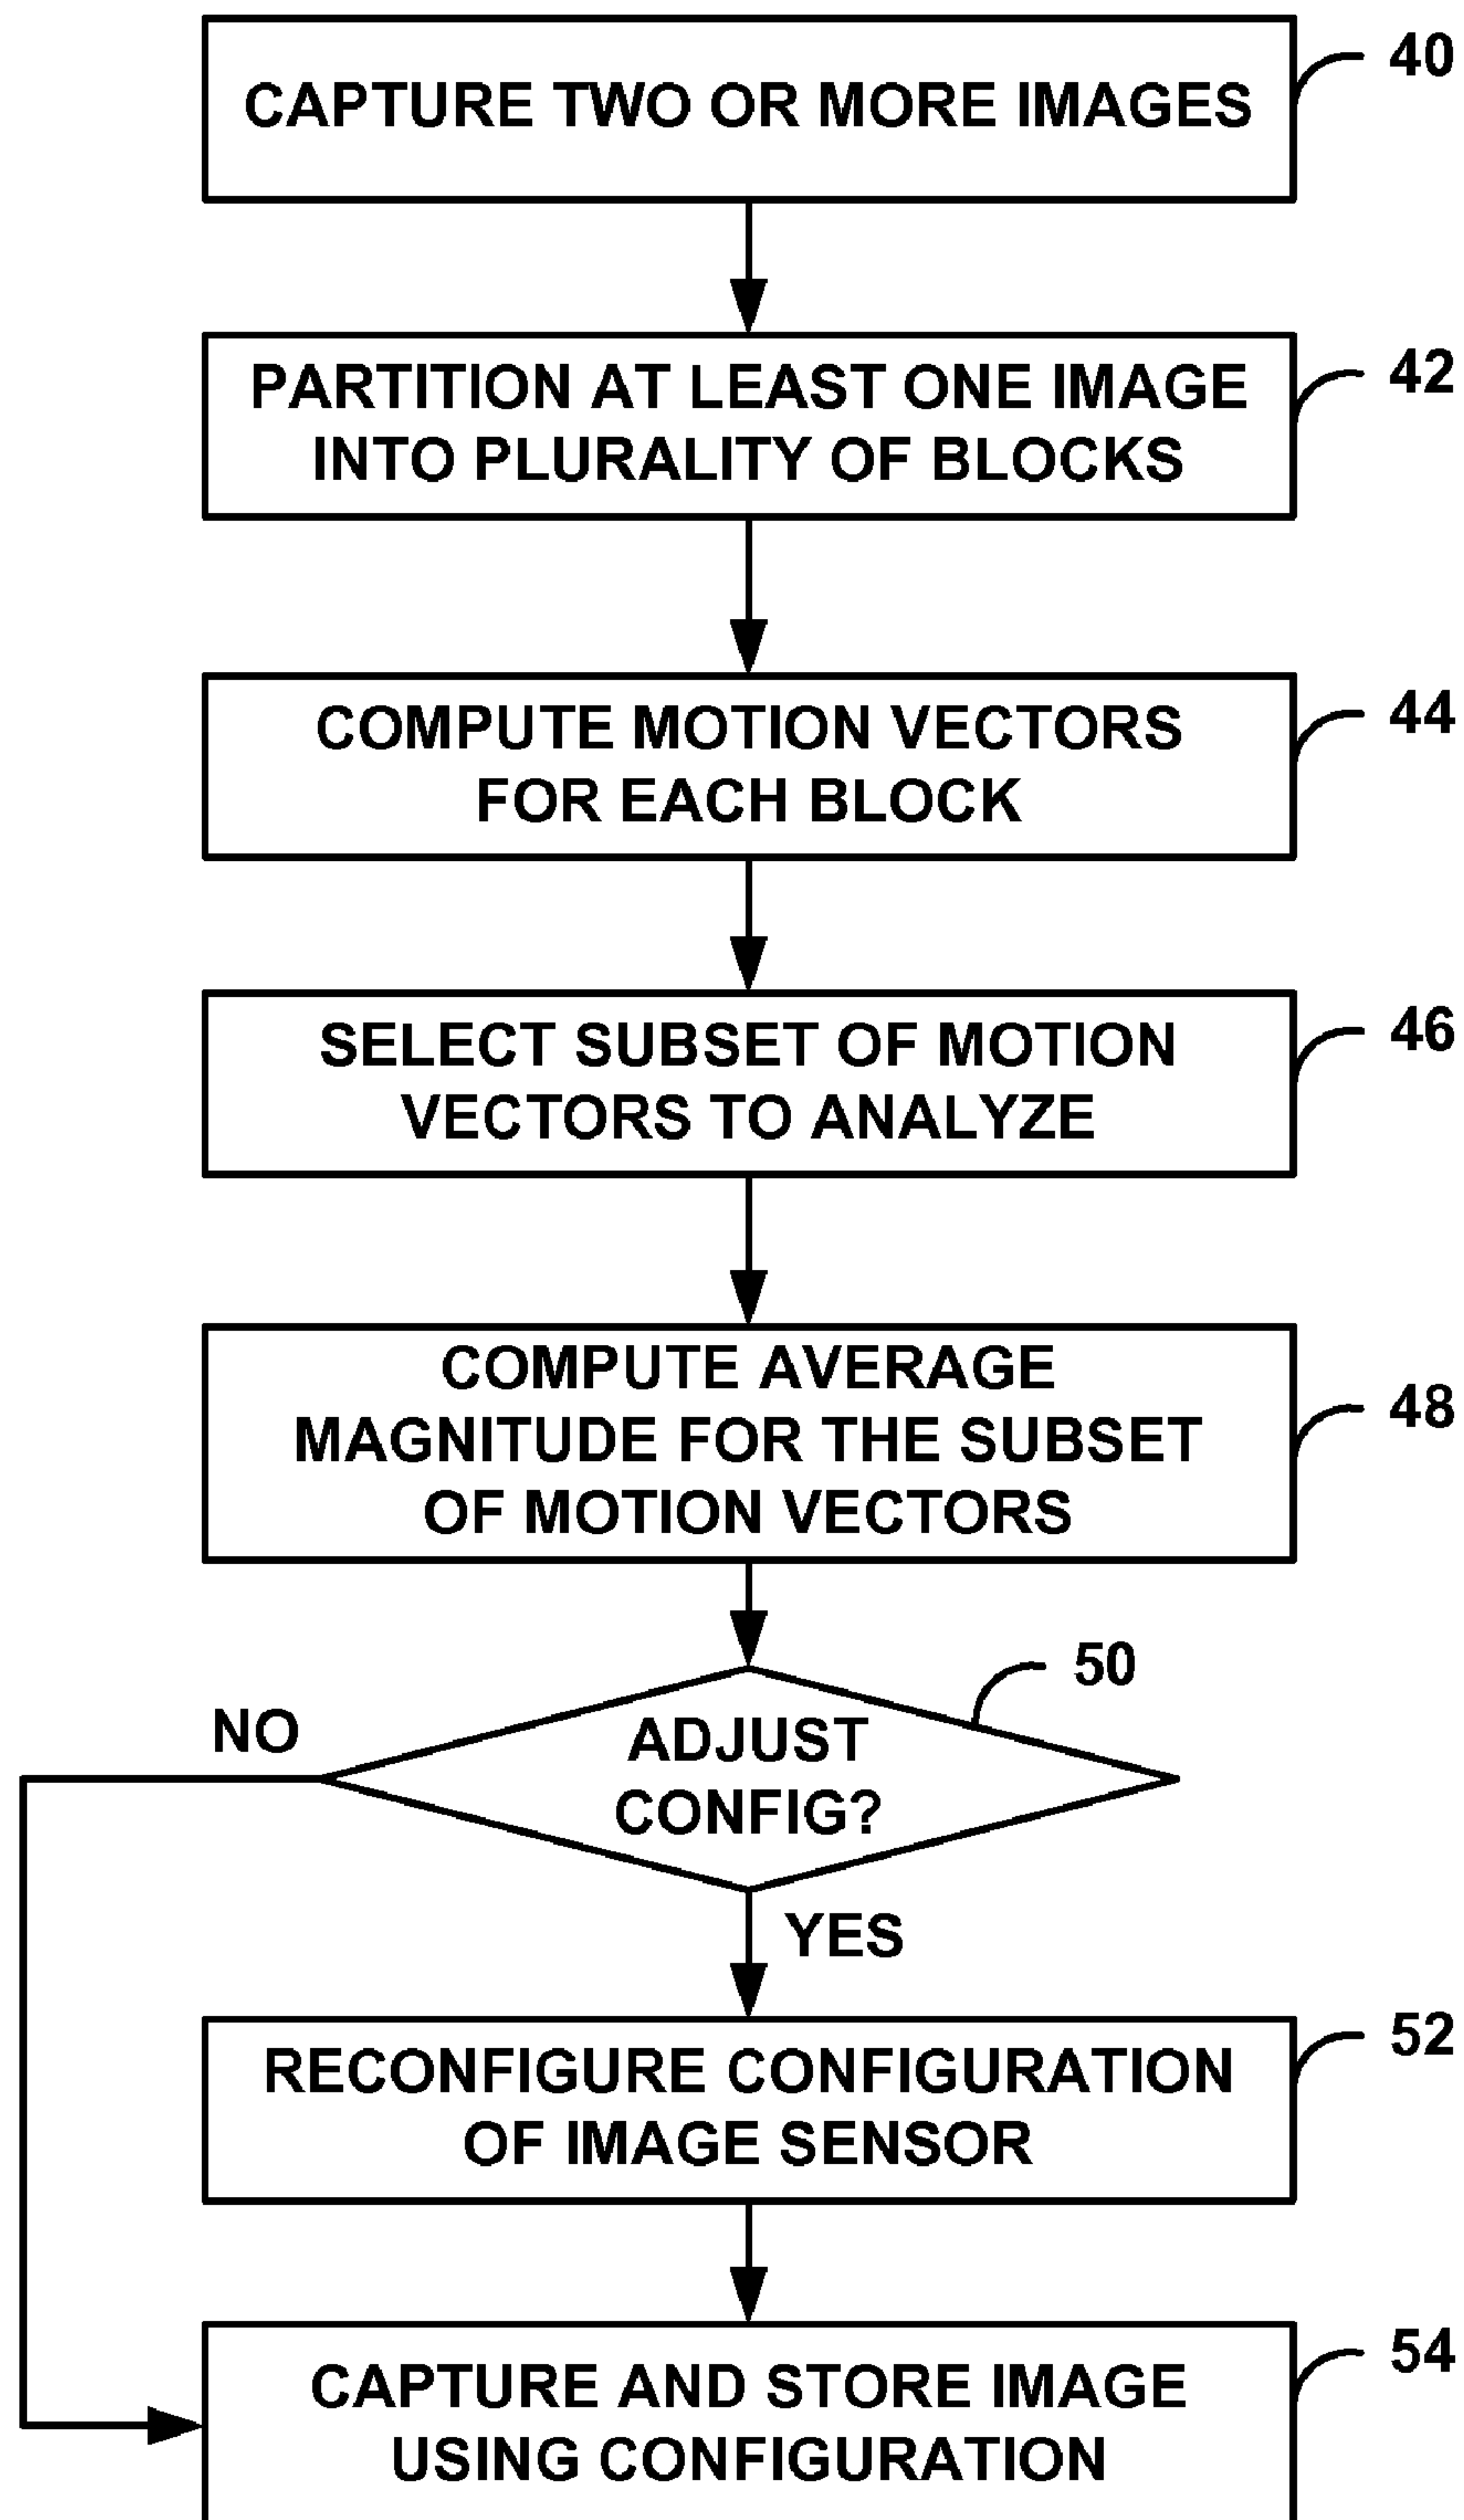 CAPTURE TWO OR MORE IMAGES
40
PARTITION AT LEAST ONE IMAGE
INTO PLURALITY OF BLOCKS
42
COMPUTE MOTION VECTORS
FOR EACH BLOCK
44
SELECT SUBSET OF MOTION
VECTORS TO ANALYZE
46
COMPUTE AVERAGE
MAGNITUDE FOR THE SUBSET
OF MOTION VECTORS
48
50
NO
ADJUST
CONFIG?
YES
RECONFIGURE CONFIGURATION
OF IMAGE SENSOR
52
CAPTURE AND STORE IMAGE
USING CONFIGURATION
54